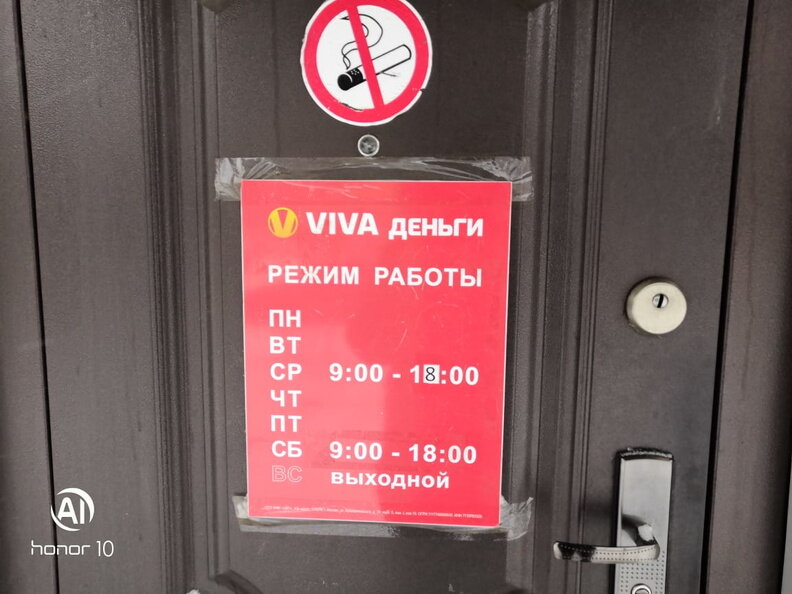 VIVA ДЕНЬГИ
РЕЖИМ РАБОТЫ
ПН
ВТ
СР 9:00 - 18:00
ЧТ
ПТ
СБ 9:00 - 18:00
ВС выходной
AI
honor 10